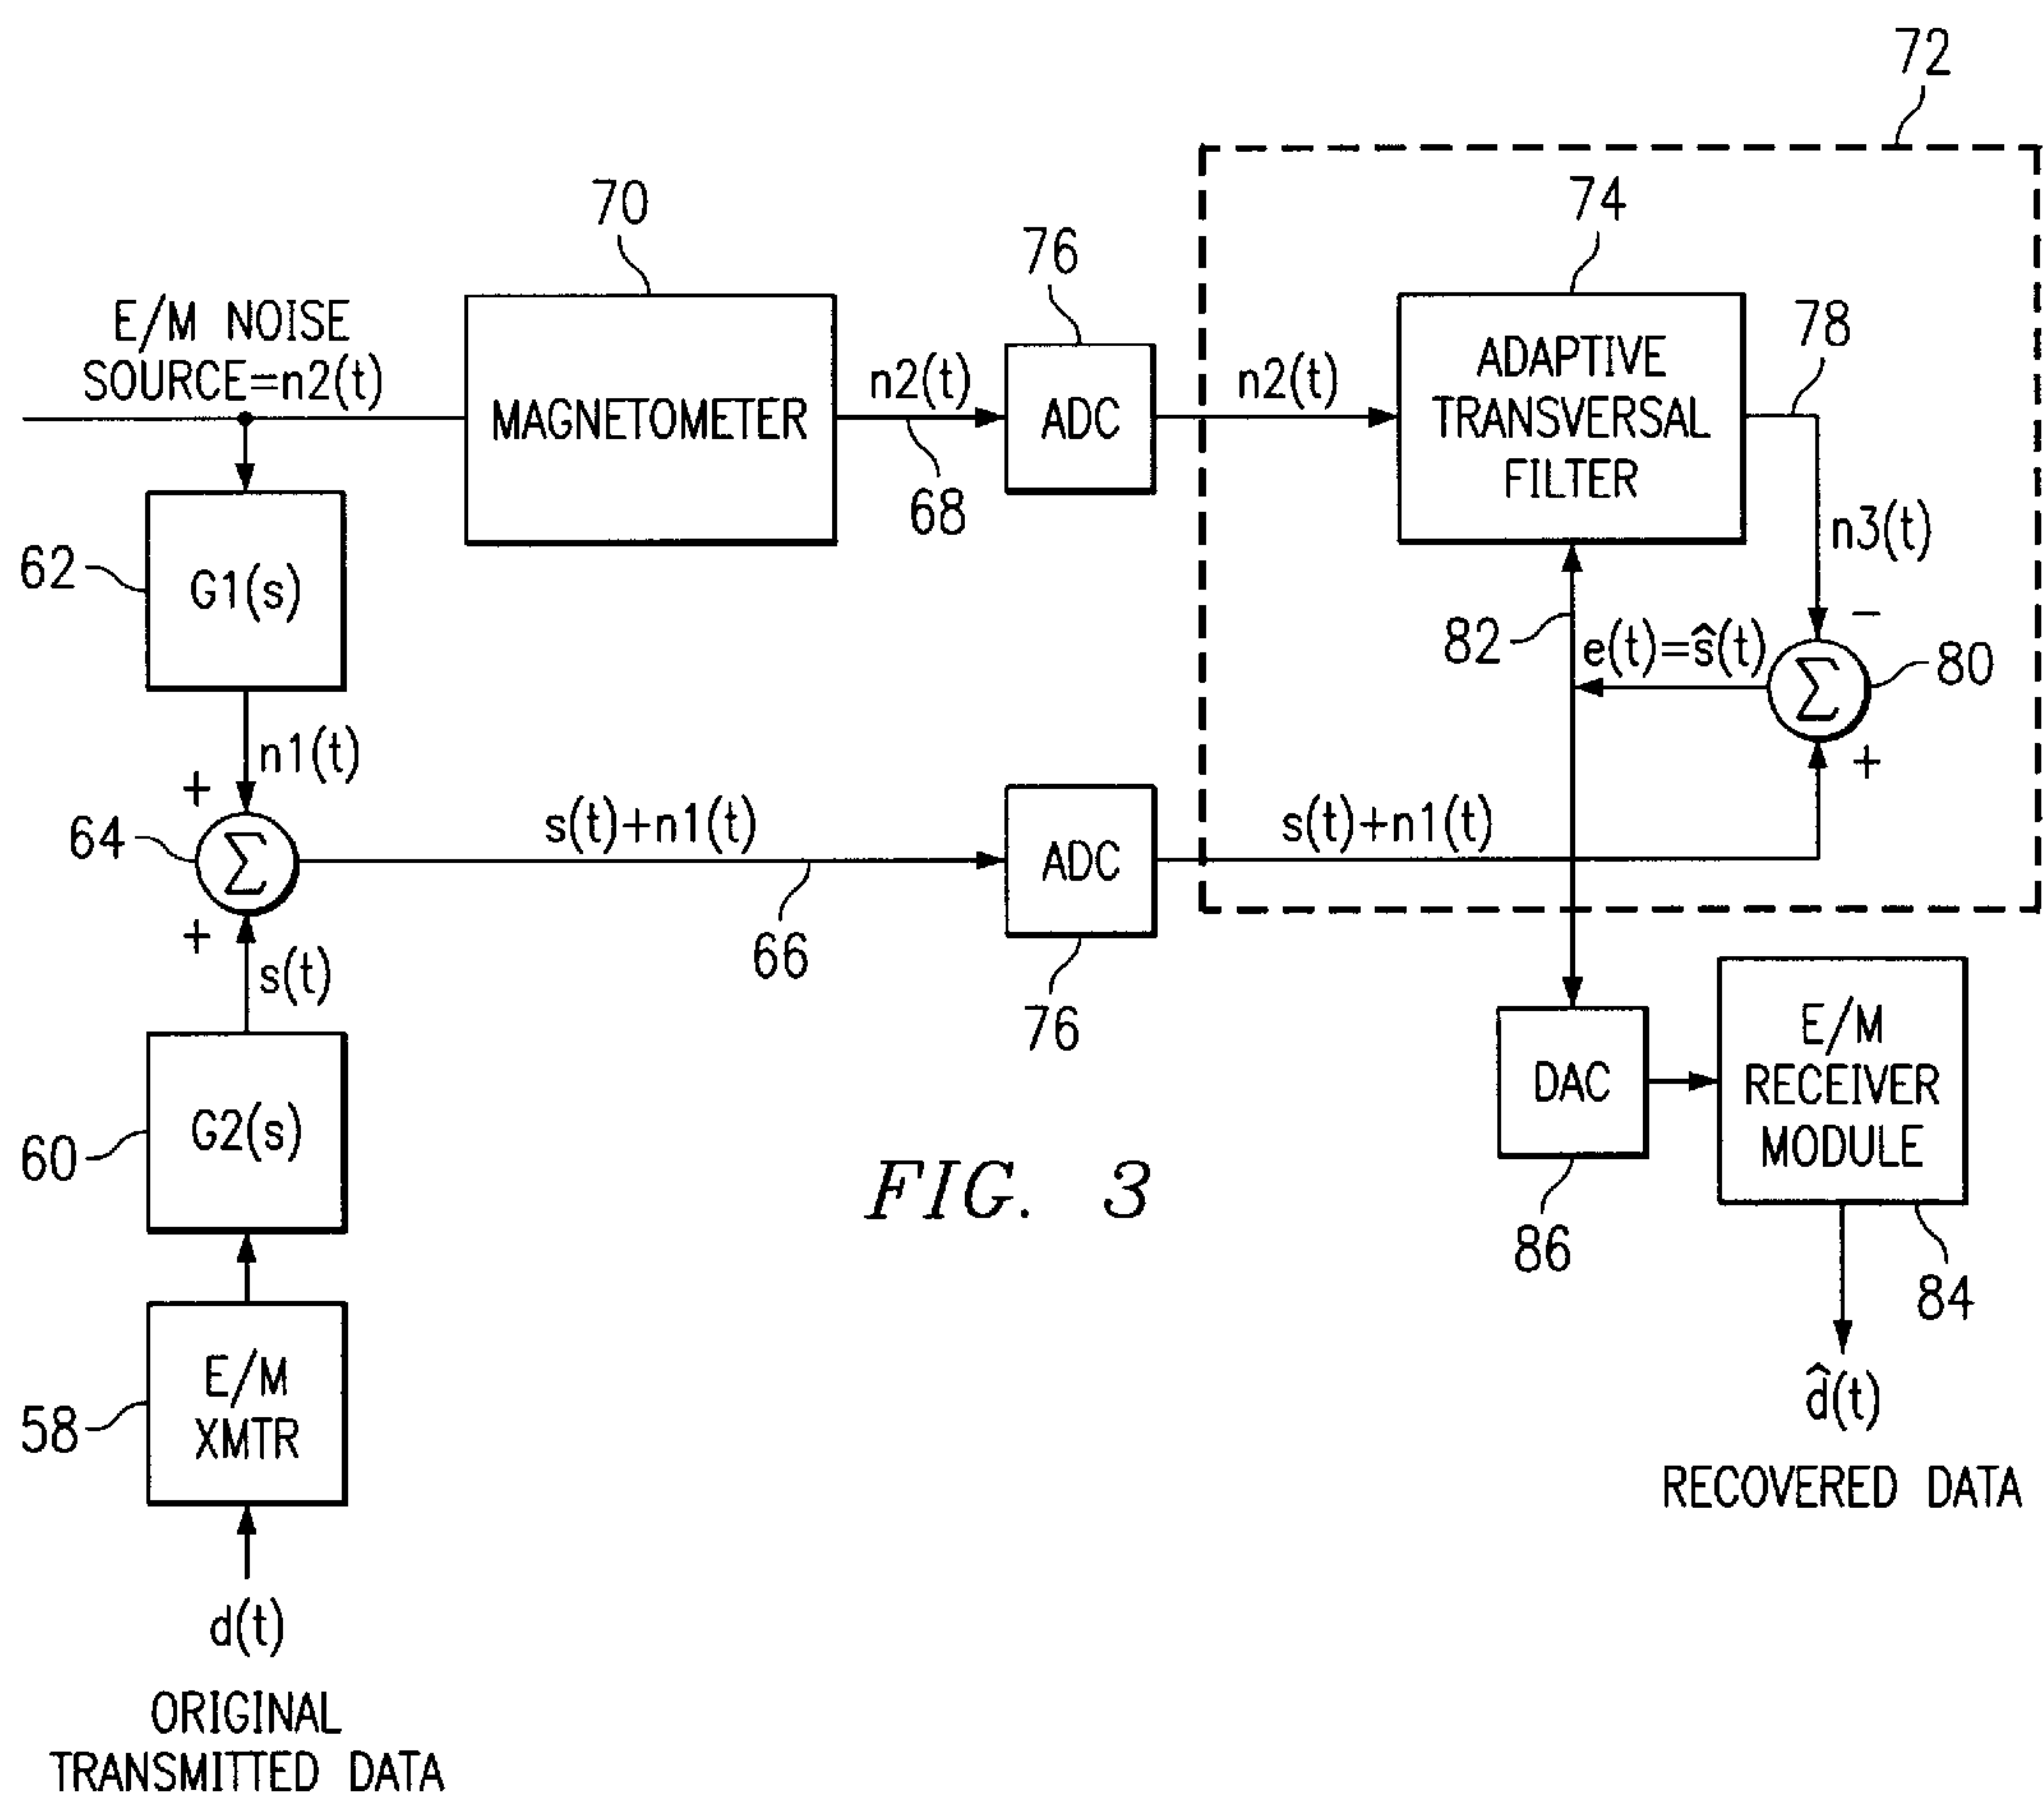 72
70
74
76
78
E/M NOISE
SOURCE=n2(t)
MAGNETOMETER
n2(t)
68
ADC
n2(t)
ADAPTIVE
TRANSVERSAL
FILTER
n3(t)
62
G1(s)
82
e(t)=ŝ(t)
−
Σ
80
+
n1(t)
+
64
Σ
+
s(t)+n1(t)
66
ADC
76
s(t)+n1(t)
s(t)
60
G2(s)
DAC
86
E/M
RECEIVER
MODULE
84
FIG. 3
58
E/M
XMTR
d̂(t)
RECOVERED DATA
d(t)
ORIGINAL
TRANSMITTED DATA